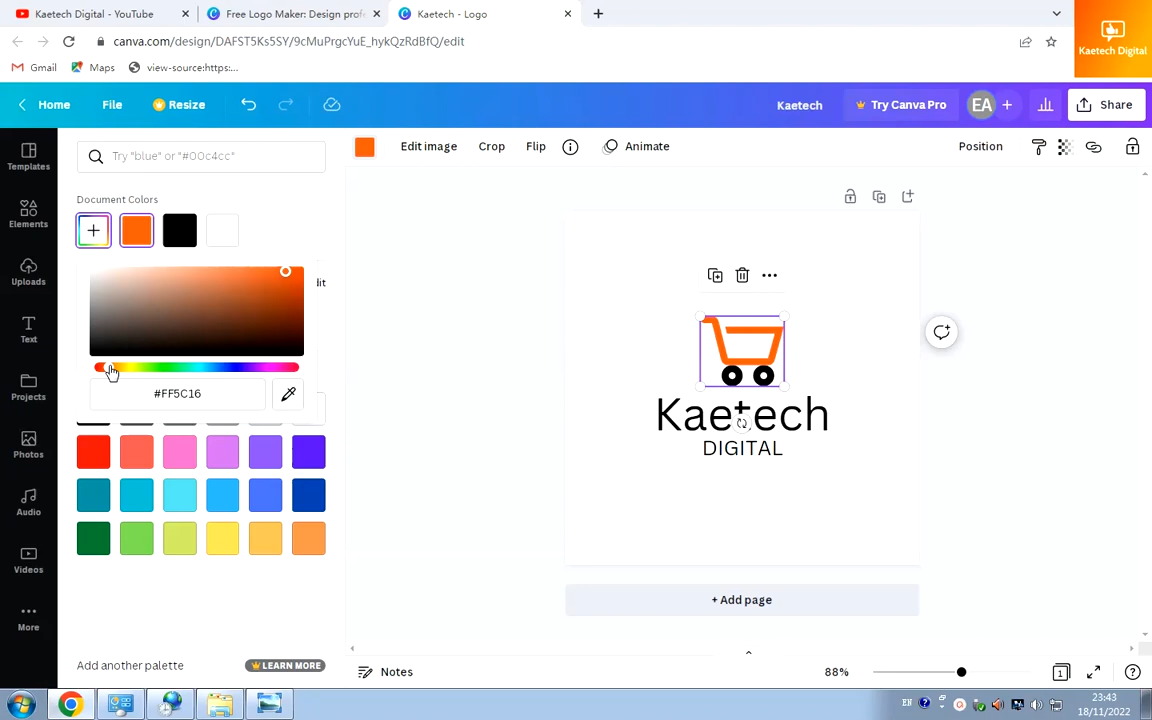 Kaetech Digital - YouTube
Free Logo Maker: Design prof
Kaetech - Logo
canva.com/design/DAFST5Ks5SY/9cMuPrgcYuE_hykQzRdBfQ/edit
Kaetech Digital
Gmail
Maps
view-source:https:...
Home
File
Resize
Kaetech
Try Canva Pro
EA
Share
Templates
Elements
Uploads
Text
Projects
Photos
Audio
Videos
More
Try "blue" or "#00c4cc"
Document Colors
dit
#FF5C16
Add another palette
LEARN MORE
Edit image
Crop
Flip
Animate
Position
Kaetech
DIGITAL
+ Add page
Notes
88%
1
EN
23:43
18/11/2022